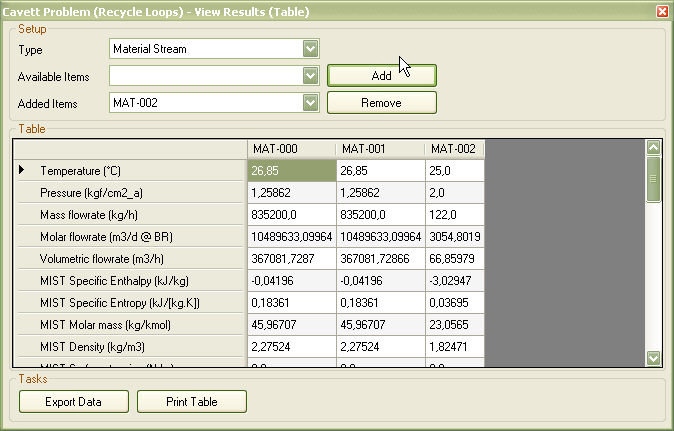 Cavett Problem (Recycle Loops) - View Results (Table)
Setup
Type Material Stream
Available Items Add
Added Items MAT-002 Remove
Table
MAT-000 MAT-001 MAT-002
Temperature (°C) 26,85 26,85 25,0
Pressure (kgf/cm2_a) 1,25862 1,25862 2,0
Mass flowrate (kg/h) 835200,0 835200,0 122,0
Molar flowrate (m3/d @ BR) 10489633,09964 10489633,09964 3054,8019
Volumetric flowrate (m3/h) 367081,7287 367081,72866 66,85979
MIST Specific Enthalpy (kJ/kg) -0,04196 -0,04196 -3,02947
MIST Specific Entropy (kJ/[kg.K]) 0,18361 0,18361 0,03695
MIST Molar mass (kg/kmol) 45,96707 45,96707 23,0565
MIST Density (kg/m3) 2,27524 2,27524 1,82471
Tasks
Export Data Print Table